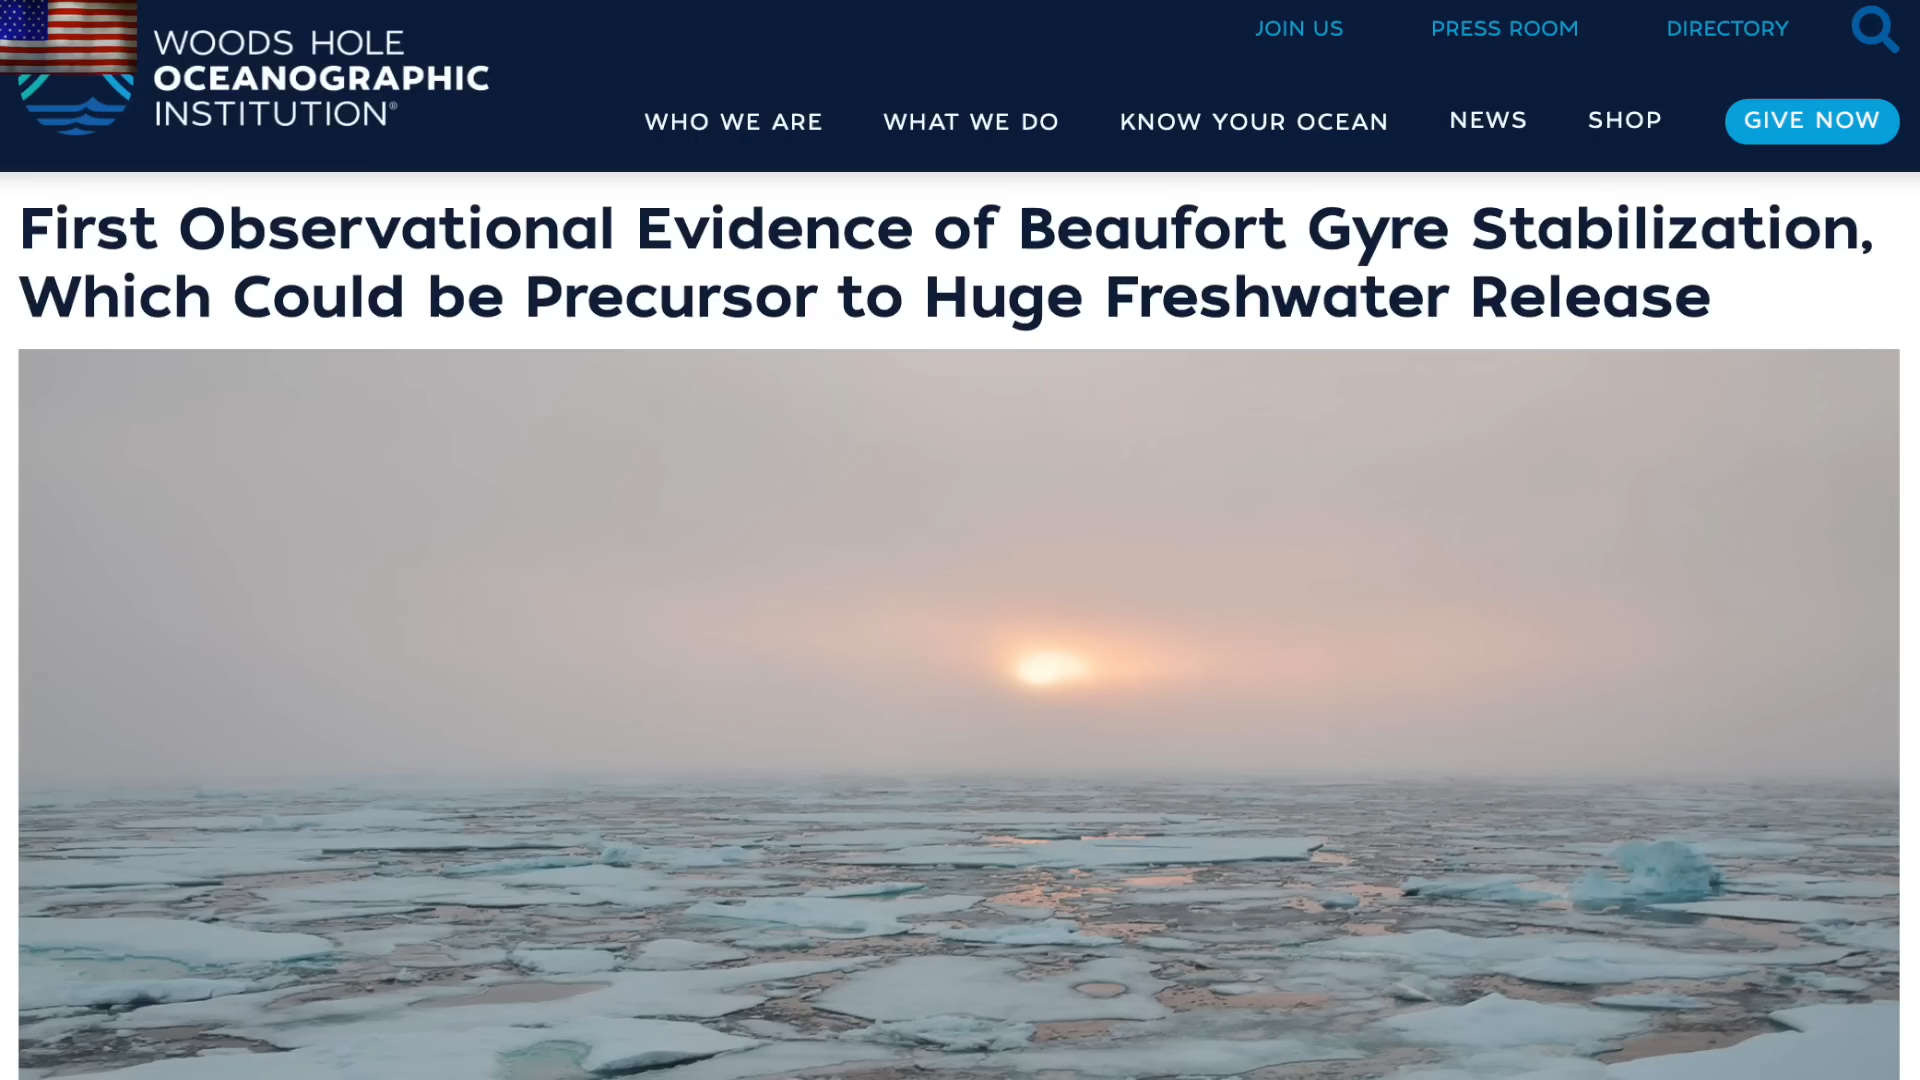 WOODS HOLE
OCEANOGRAPHIC
INSTITUTION®
JOIN US
PRESS ROOM
DIRECTORY
WHO WE ARE
WHAT WE DO
KNOW YOUR OCEAN
NEWS
SHOP
GIVE NOW
First Observational Evidence of Beaufort Gyre Stabilization,
Which Could be Precursor to Huge Freshwater Release